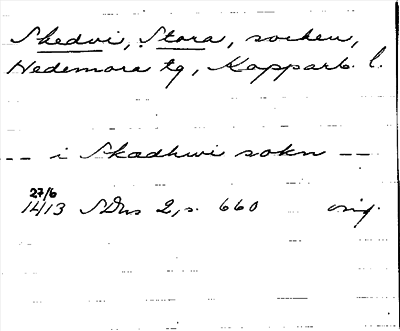 Skedvi, Stora, socken,
Hedemora tg, Kopparb. l.
-- i Skadhwi sokn --
27/6
1413 SDns 2, s. 660 orig.